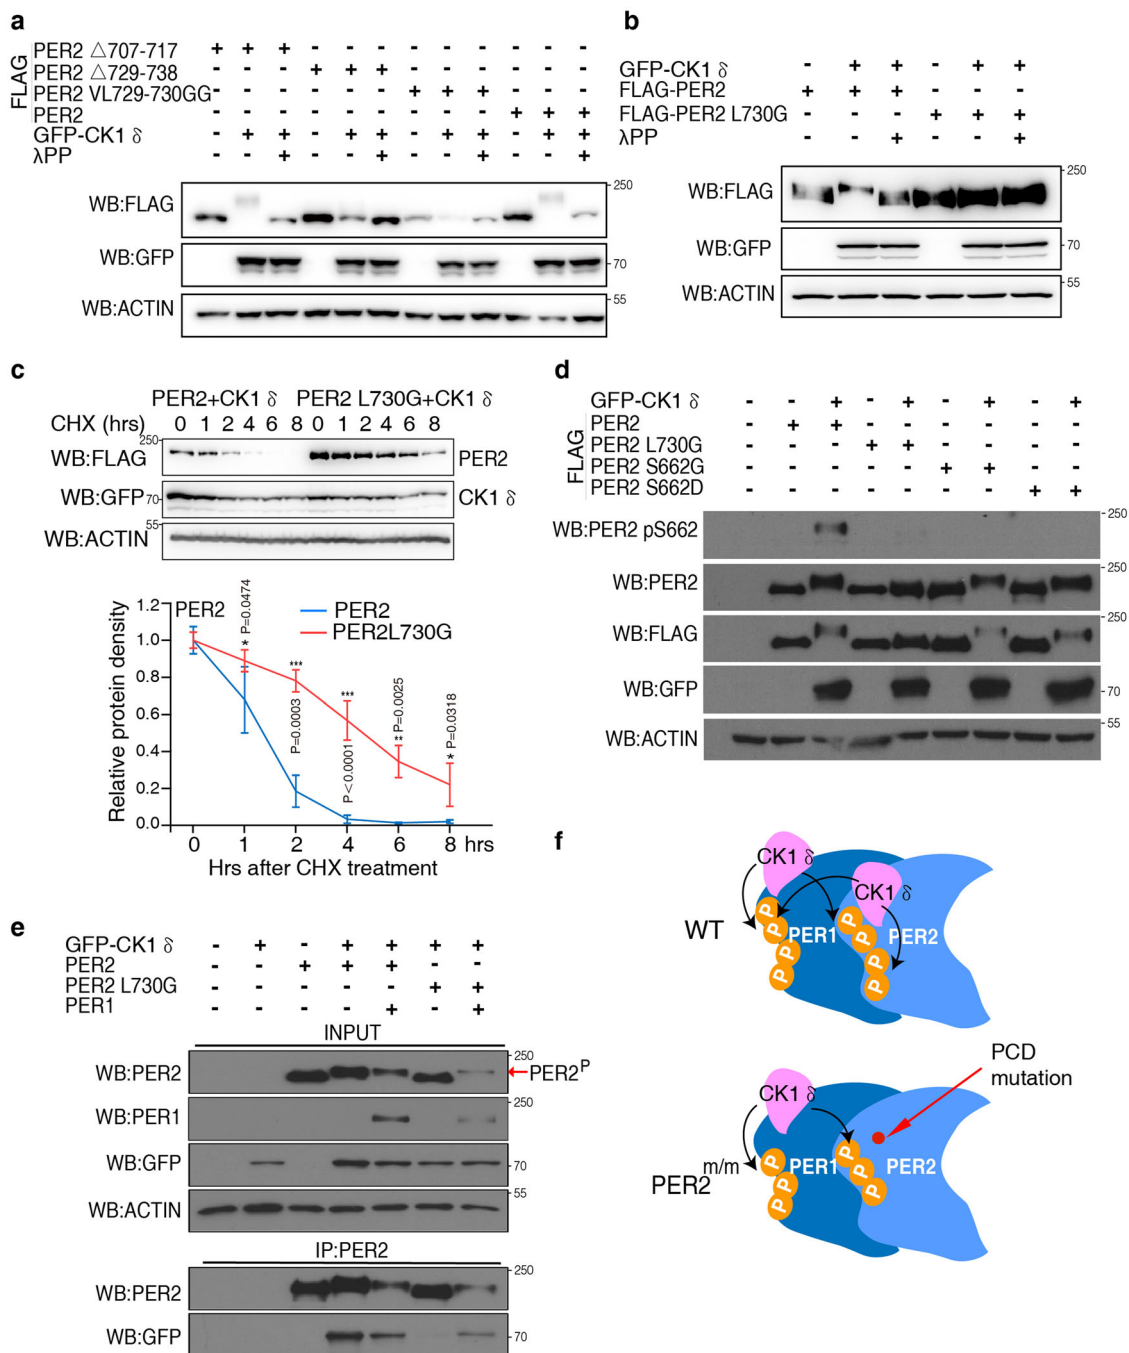 a
FLAG
PER2 △707-717 + + + - - - - - - - - -
PER2 △729-738 - - - + + + - - - - - -
PER2 VL729-730GG - - - - - - + + + - - -
PER2 - - - - - - - - - + + +
GFP-CK1 δ - + + - + + - + + - + +
λPP - - + - - + - - + - - +
250
WB:FLAG
WB:GFP
70
WB:ACTIN
55
b
GFP-CK1 δ - + + - + +
FLAG-PER2 + + + - - -
FLAG-PER2 L730G - - - + + +
λPP - - + - - +
250
WB:FLAG
WB:GFP
70
WB:ACTIN
55
c
PER2+CK1 δ PER2 L730G+CK1 δ
CHX (hrs) 0 1 2 4 6 8 0 1 2 4 6 8
250
WB:FLAG PER2
WB:GFP 70 CK1 δ
55
WB:ACTIN
PER2
PER2
PER2L730G
Relative protein density
1.2
1.0
0.8
0.6
0.4
0.2
0.0
* P=0.0474
***
P=0.0003
***
P<0.0001
** P=0.0025
* P=0.0318
0 1 2 4 6 8 hrs
Hrs after CHX treatment
d
FLAG
GFP-CK1 δ - - + - + - + - +
PER2 - + + - - - - - -
PER2 L730G - - - + + - - - -
PER2 S662G - - - - - + + - -
PER2 S662D - - - - - - - + +
250
WB:PER2 pS662
250
WB:PER2
250
WB:FLAG
WB:GFP
70
55
WB:ACTIN
e
GFP-CK1 δ - + - + + + +
PER2 - - + + + - -
PER2 L730G - - - - - + +
PER1 - - - - + - +
INPUT
250
WB:PER2 PER2P
250
WB:PER1
WB:GFP
70
55
WB:ACTIN
IP:PER2
250
WB:PER2
WB:GFP
70
f
WT
CK1 δ
CK1 δ
P
P
P
P
PER1
P
P
P
P
PER2
PCD
mutation
CK1 δ
PER2m/m
P
P
P
PER1
P
P
P
PER2